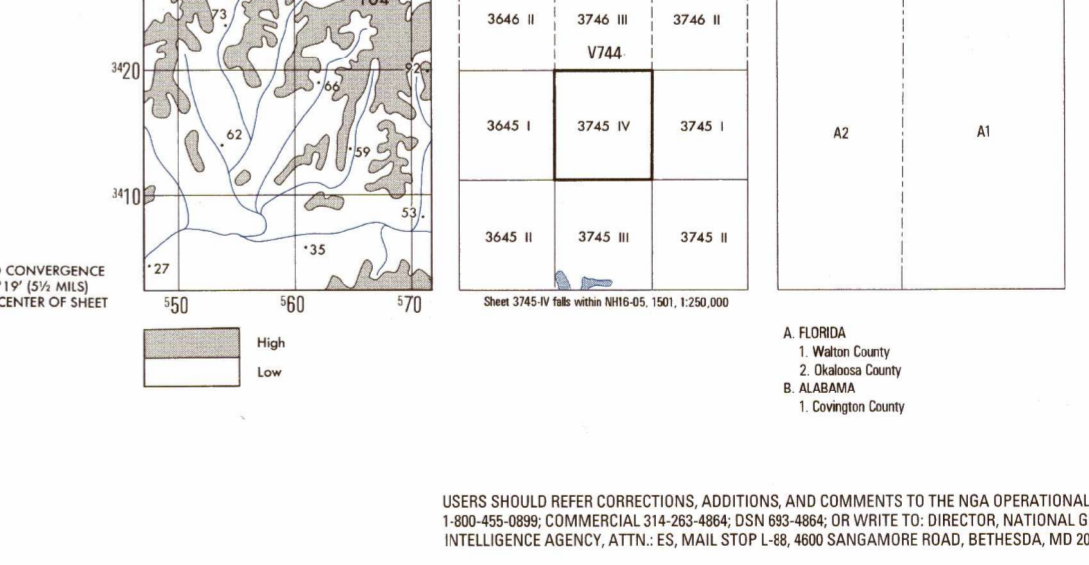 73
3646 II
3746 III
3746 II
V744
3420
66
62
3645 I
3745 IV
3745 I
A2
A1
59
3410
53
35
27
3645 II
3745 III
3745 II
CONVERGENCE
19′ (5½ MILS)
CENTER OF SHEET
550
560
570
Sheet 3745-IV falls within NH16-05, 1501, 1:250,000
High
Low
A. FLORIDA
1. Walton County
2. Okaloosa County
B. ALABAMA
1. Covington County
USERS SHOULD REFER CORRECTIONS, ADDITIONS, AND COMMENTS TO THE NGA OPERATIONAL
1-800-455-0899; COMMERCIAL 314-263-4864; DSN 693-4864; OR WRITE TO: DIRECTOR, NATIONAL G
INTELLIGENCE AGENCY, ATTN.: ES, MAIL STOP L-88, 4600 SANGAMORE ROAD, BETHESDA, MD 20